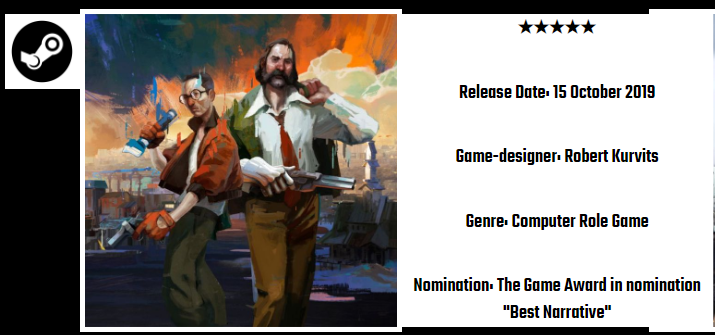 ★★★★★
Release Date: 15 October 2019
Game-designer: Robert Kurvits
Genre: Computer Role Game
Nomination: The Game Award in nomination
"Best Narrative"